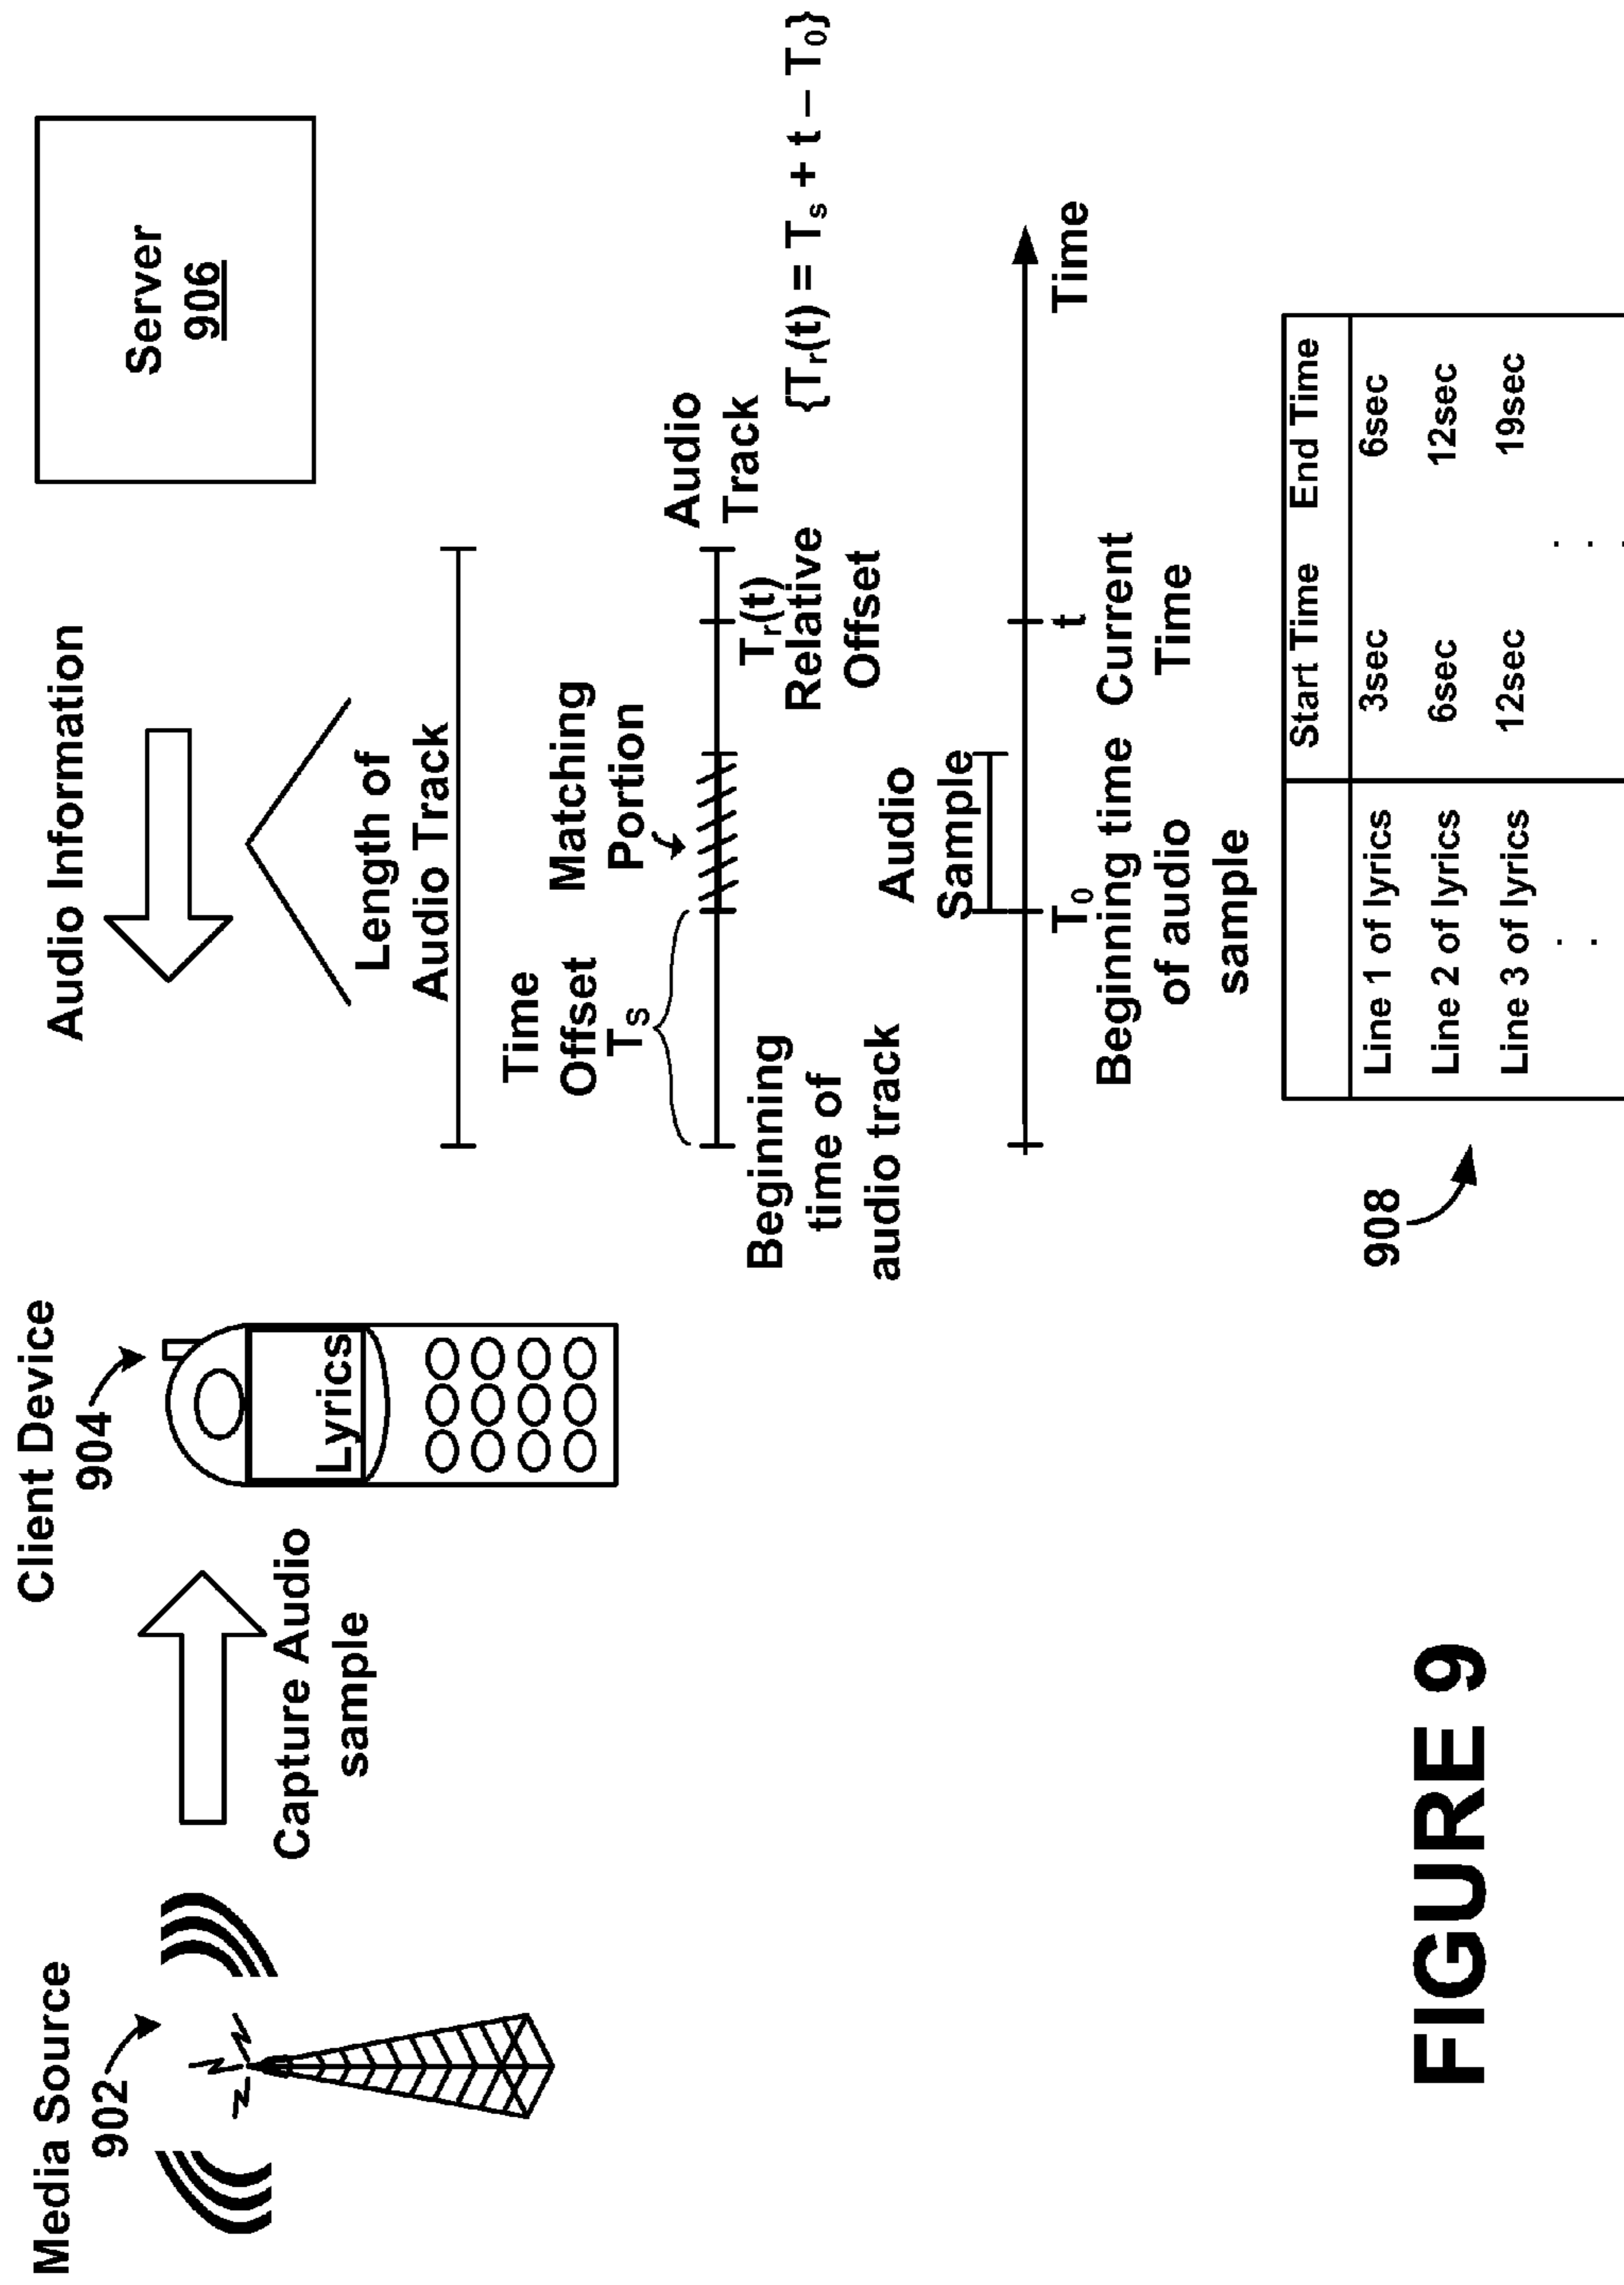 Media Source
902
Capture Audio
sample
Client Device
904
Lyrics
Audio Information
Server
906
Length of
Audio Track
Time
Offset
Ts
Matching
Portion
Audio
Track
Beginning
time of
audio track
Tr(t)
Relative
Offset
{Tr(t) = Ts + t – T0}
Audio
Sample
T0
Beginning time
of audio
sample
t
Current
Time
Time
908
Start Time End Time
Line 1 of lyrics 3sec 6sec
Line 2 of lyrics 6sec 12sec
Line 3 of lyrics 12sec 19sec
FIGURE 9